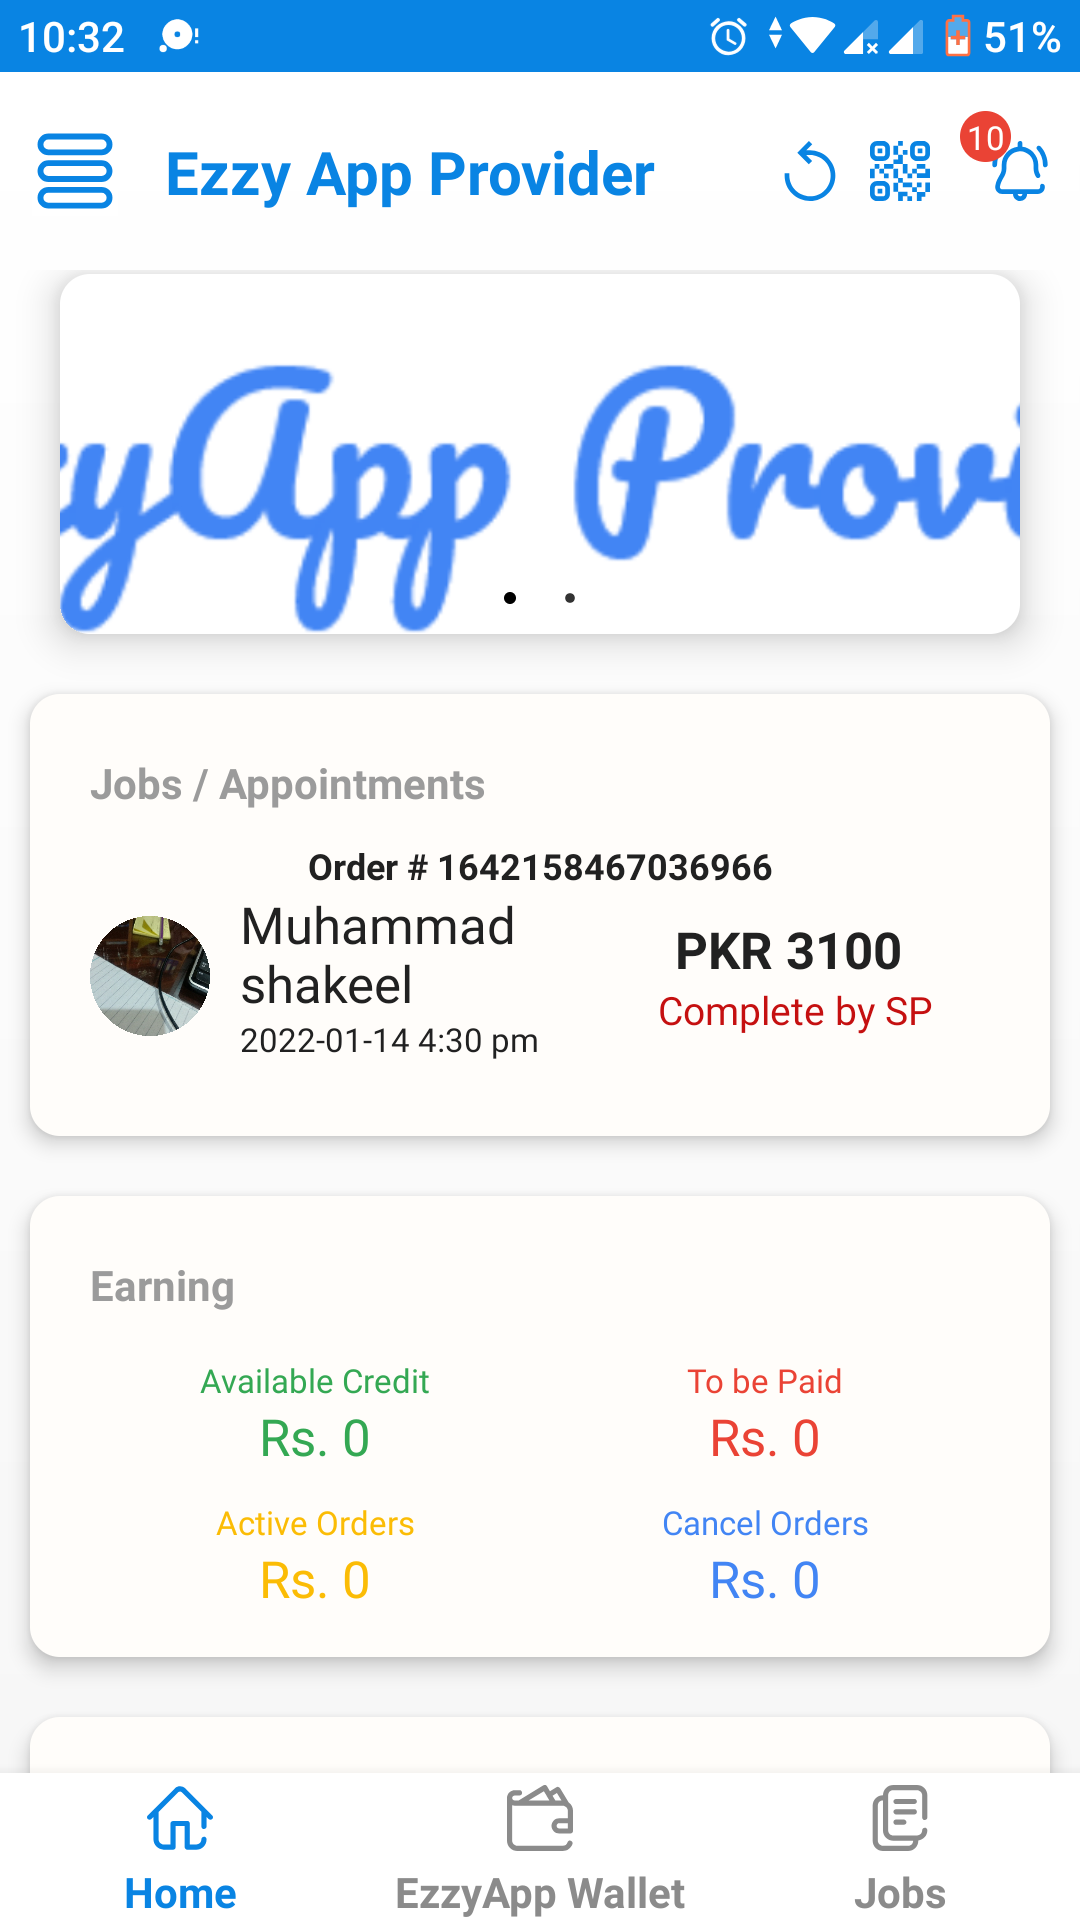 10:32
51%
Ezzy App Provider
10
zyApp Provi
Jobs / Appointments
Order # 1642158467036966
Muhammad
shakeel
PKR 3100
Complete by SP
2022-01-14 4:30 pm
Earning
Available Credit
To be Paid
Rs. 0
Rs. 0
Active Orders
Cancel Orders
Rs. 0
Rs. 0
Home
EzzyApp Wallet
Jobs